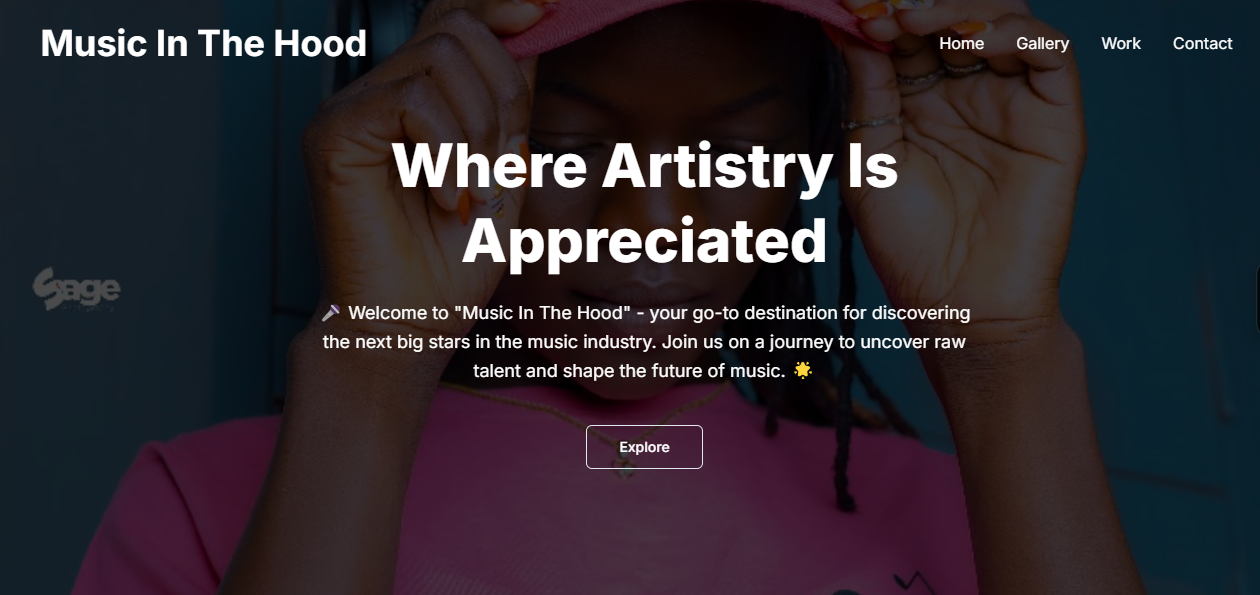 Music In The Hood
Home Gallery Work Contact
Where Artistry Is
Appreciated
🎤 Welcome to "Music In The Hood" - your go-to destination for discovering
the next big stars in the music industry. Join us on a journey to uncover raw
talent and shape the future of music. 🌟
Sage
Explore